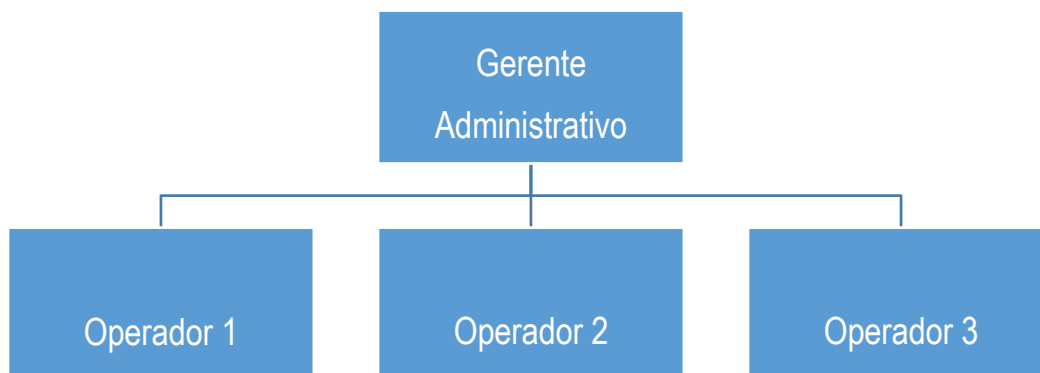 Gerente
Administrativo
Operador 1
Operador 2
Operador 3